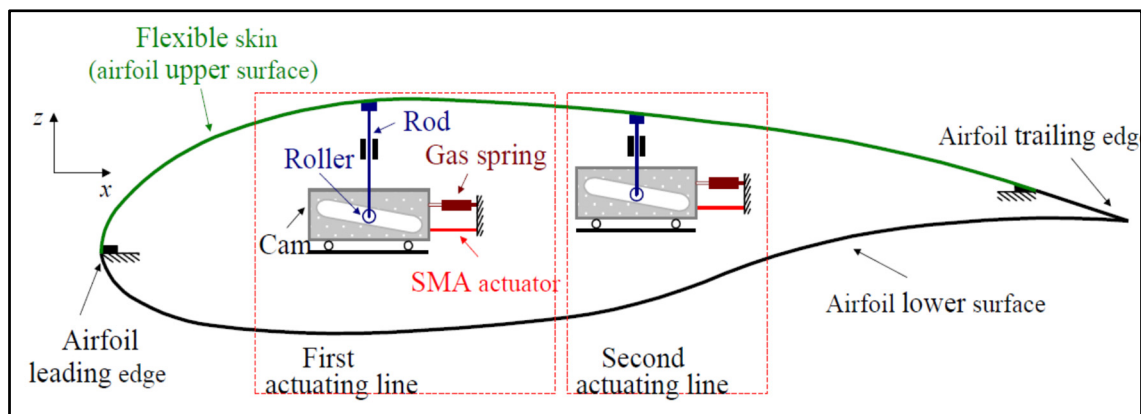 Flexible skin
(airfoil upper surface)
z
x
Rod
Roller
Gas spring
Cam
SMA actuator
Airfoil trailing edge
Airfoil lower surface
Airfoil
leading edge
First
actuating line
Second
actuating line